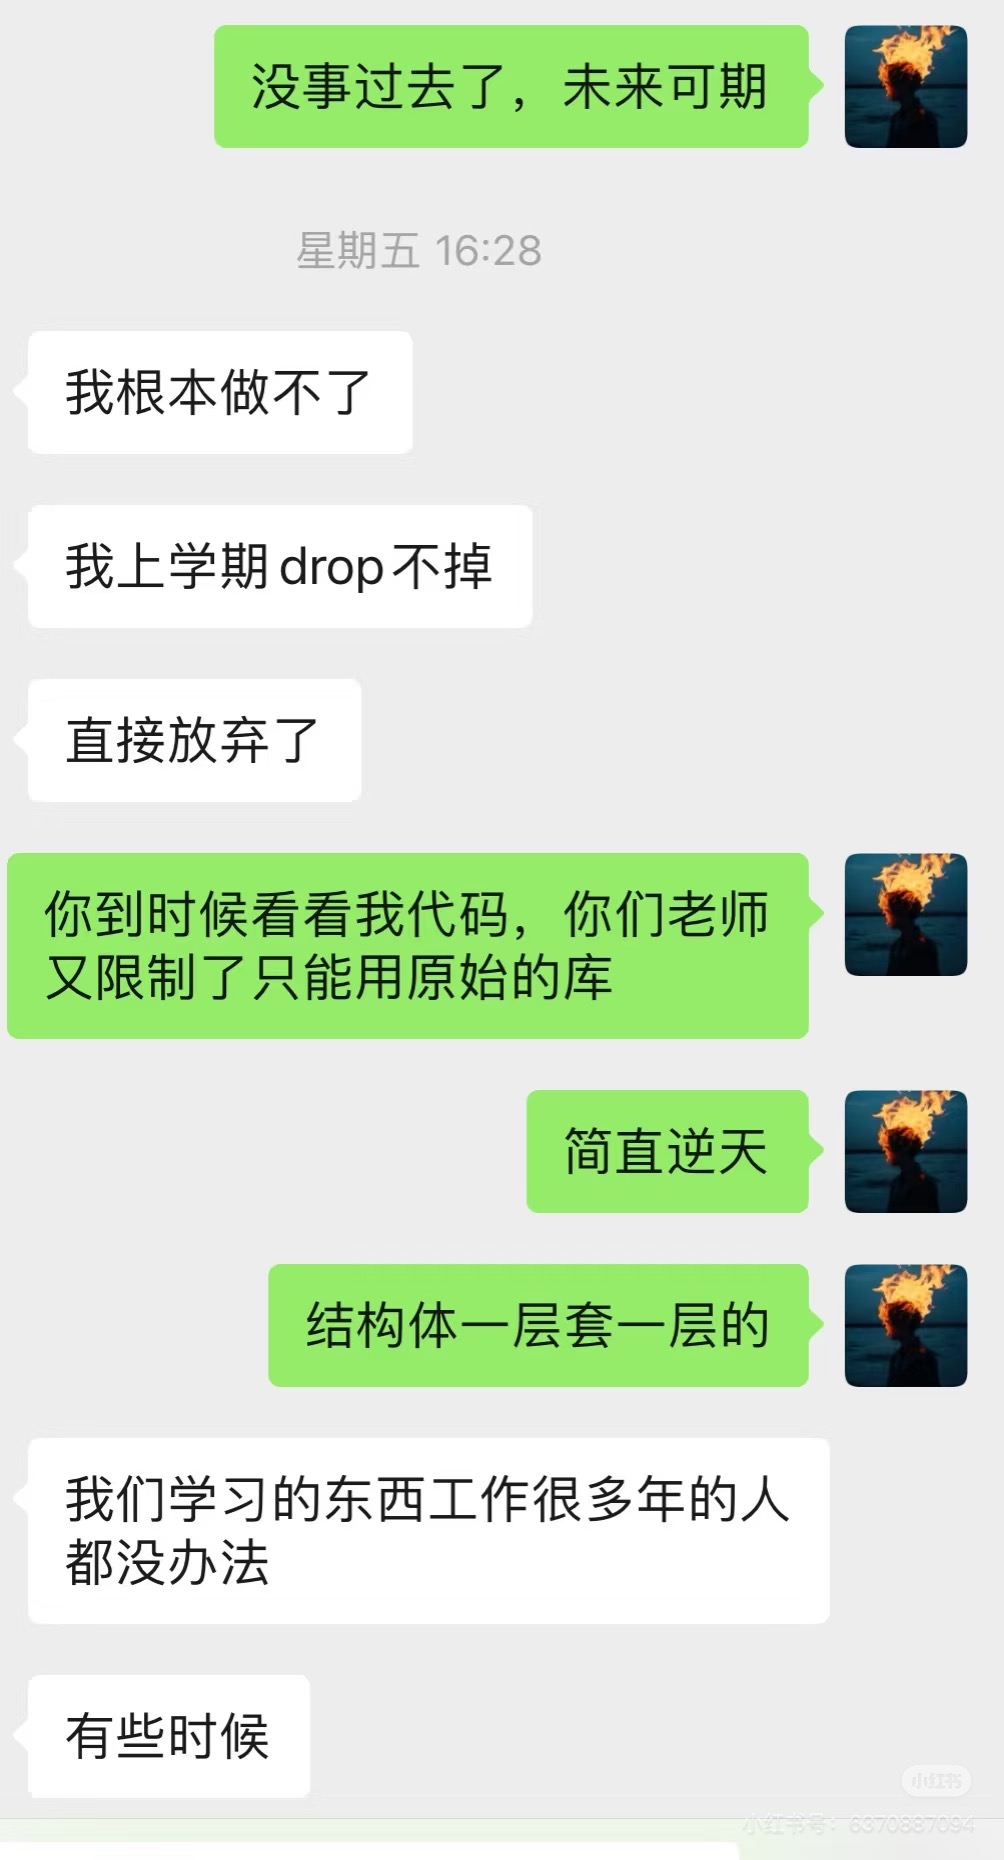 没事过去了，未来可期
星期五 16:28
我根本做不了
我上学期drop不掉
直接放弃了
你到时候看看我代码，你们老师
又限制了只能用原始的库
简直逆天
结构体一层套一层的
我们学习的东西工作很多年的人
都没办法
有些时候
小红书
小红书号：6370887094